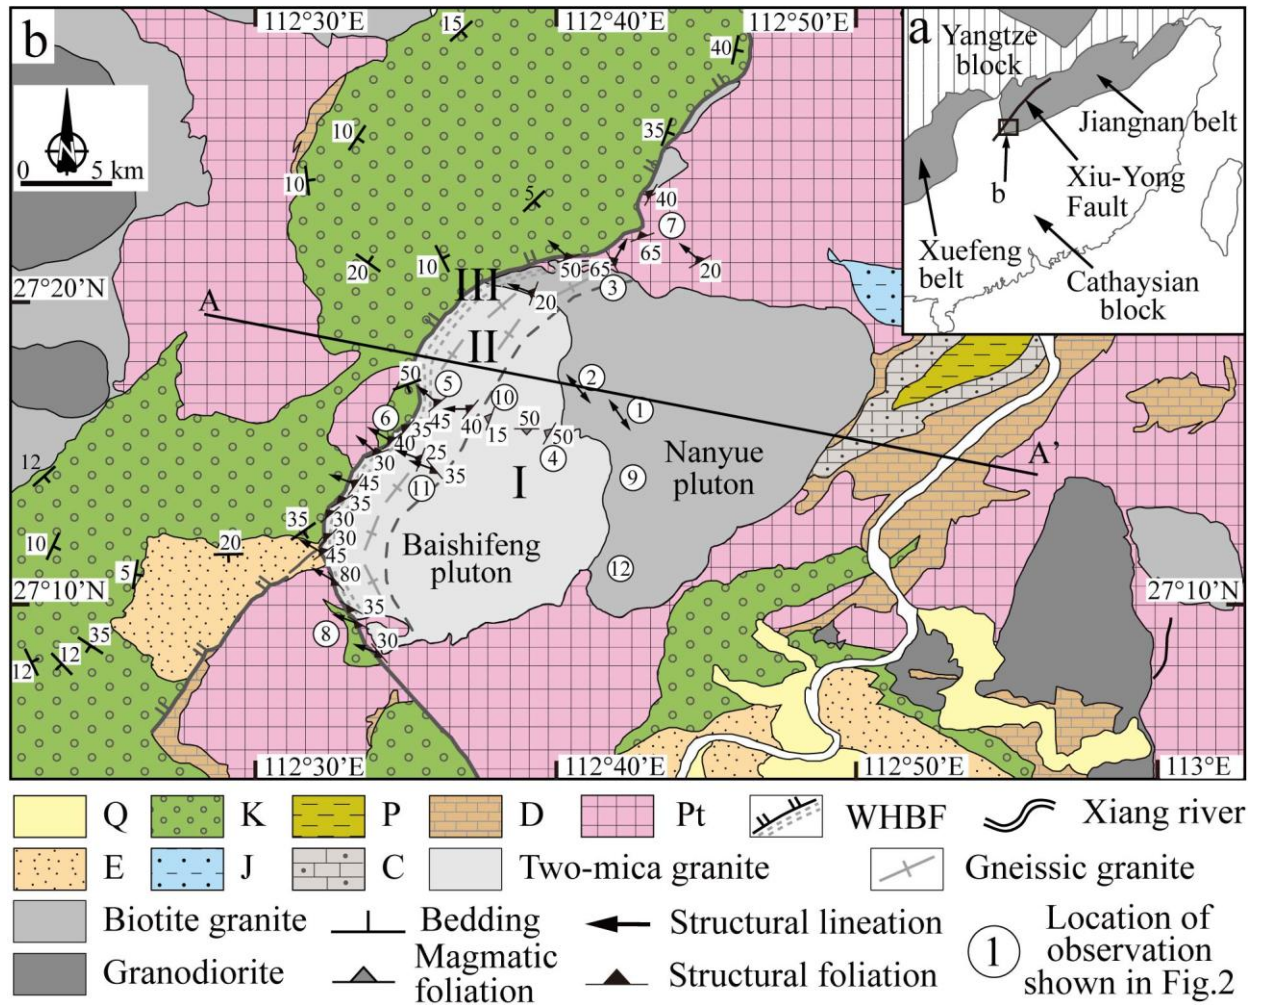 b
112°30'E
112°40'E
112°50'E
a
Yangtze
block
Jiangnan belt
Xiu-Yong
Fault
b
Xuefeng
belt
Cathaysian
block
N
0 5 km
15
40
10
35
10
5
40
7
20
10
50
65
65
20
3
27°20'N
A
III
20
II
50
5
2
10
1
6
45
40
50
35
15
50
40
4
25
30
35
9
Nanyue
pluton
A'
12
45
11
I
35
35
30
10
20
30
45
Baishifeng
pluton
5
80
12
27°10'N
27°10'N
35
35
8
30
12
12
112°30'E
112°40'E
112°50'E
113°E
Q K P D Pt WHBF Xiang river
E J C Two-mica granite Gneissic granite
Biotite granite Bedding Structural lineation
Granodiorite Magmatic
foliation Structural foliation
1 Location of
observation
shown in Fig.2